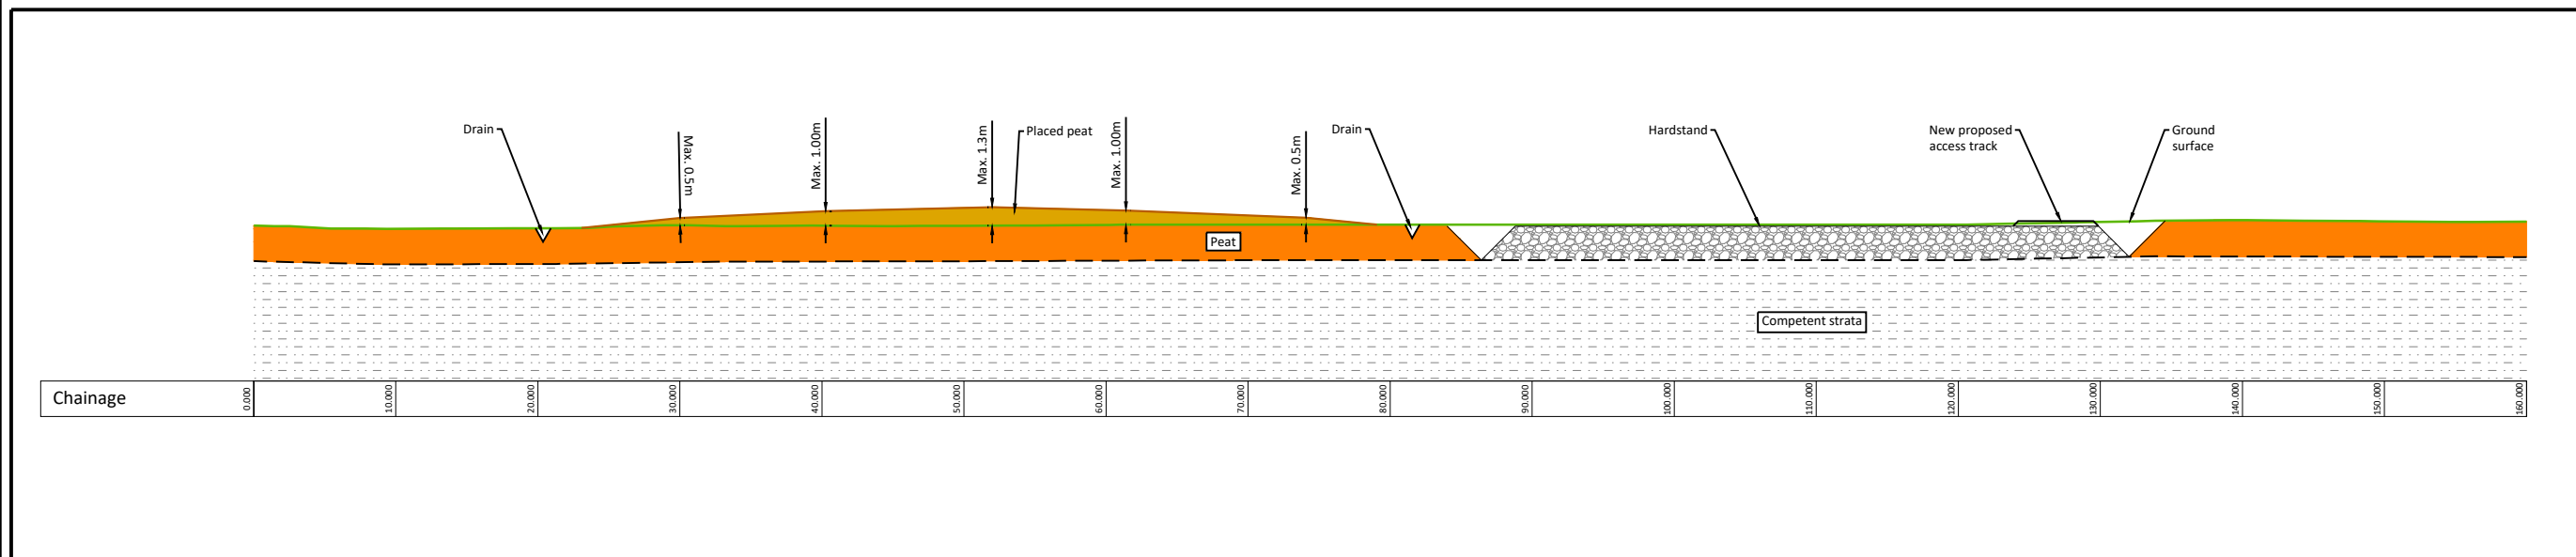 Drain
Max. 0.5m
Max. 1.00m
Max. 1.3m
Placed peat
Max. 1.00m
Max. 0.5m
Drain
Hardstand
New proposed
access track
Ground
surface
Peat
Competent strata
Chainage
0.000
10.000
20.000
30.000
40.000
50.000
60.000
70.000
80.000
90.000
100.000
110.000
120.000
130.000
140.000
150.000
160.000